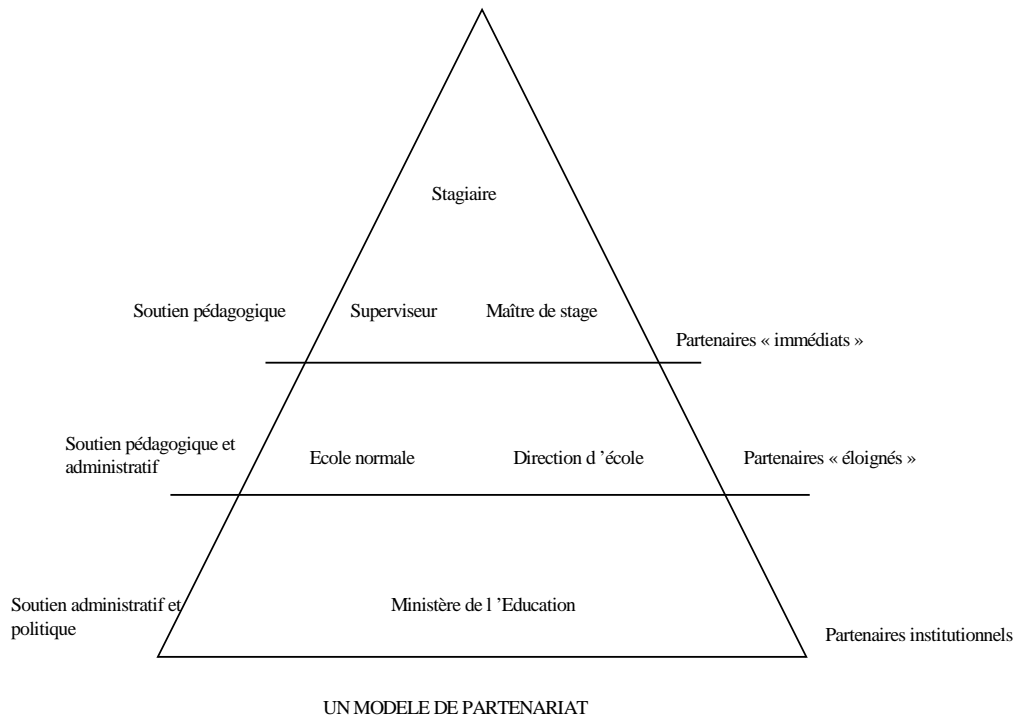 Stagiaire
Soutien pédagogique
Superviseur
Maître de stage
Partenaires « immédiats »
Soutien pédagogique et
administratif
Ecole normale
Direction d ’école
Partenaires « éloignés »
Soutien administratif et
politique
Ministère de l ’Education
Partenaires institutionnels
UN MODELE DE PARTENARIAT